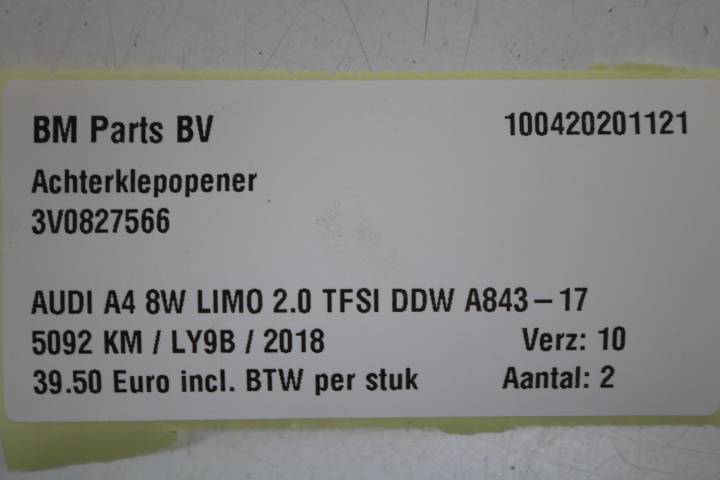 BM Parts BV 100420201121
Achterklepopener
3V0827566
AUDI A4 8W LIMO 2.0 TFSI DDW A843-17
5092 KM / LY9B / 2018 Verz: 10
39.50 Euro incl. BTW per stuk Aantal: 2